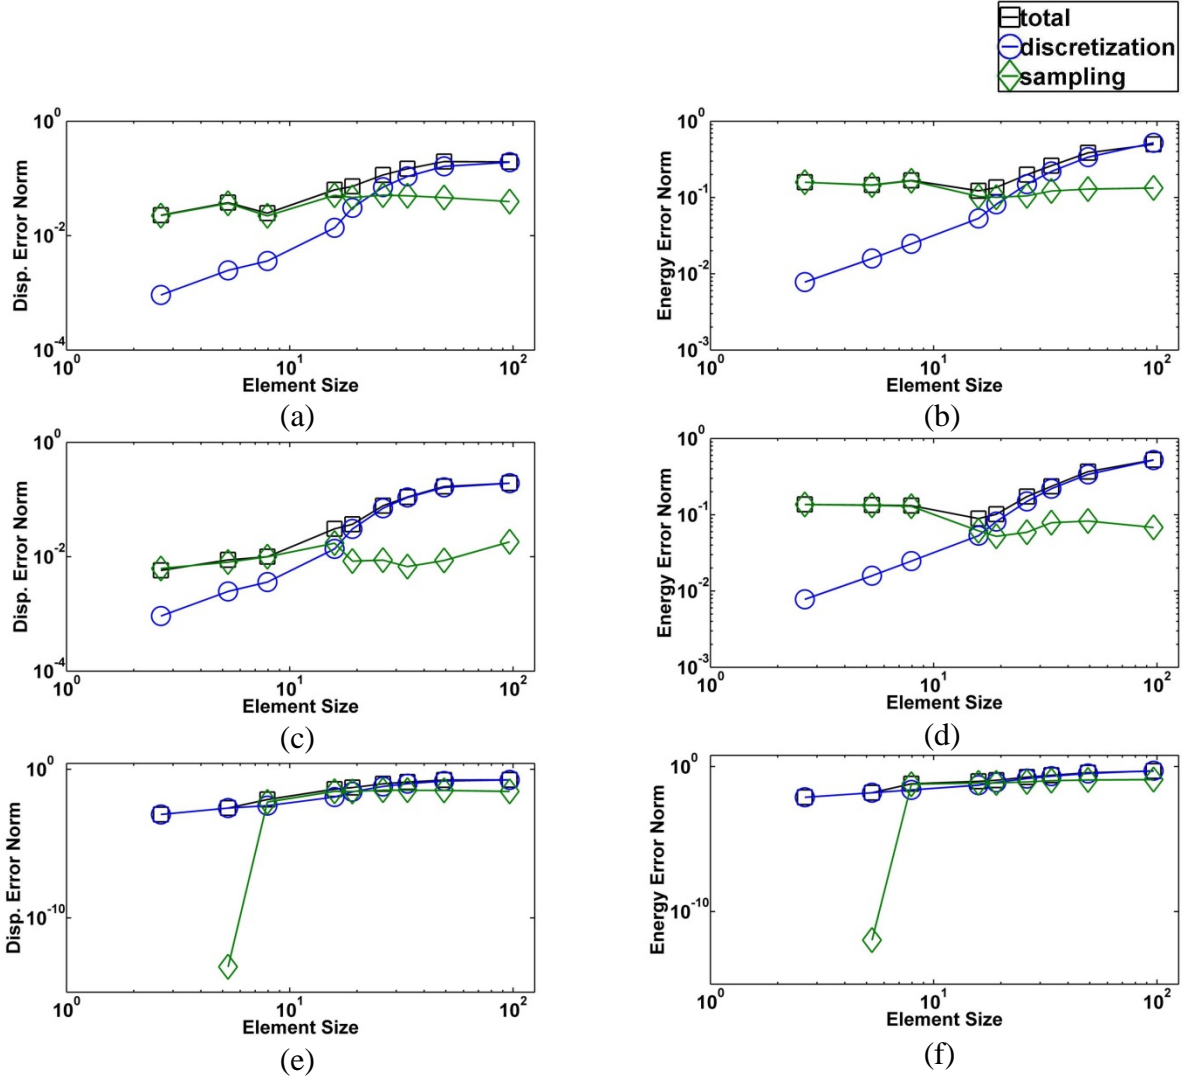 total
discretization
sampling
10^0
10^-2
10^-4
Disp. Error Norm
10^0
10^1
10^2
Element Size
(a)
10^0
10^-1
10^-2
10^-3
Energy Error Norm
10^0
10^1
10^2
Element Size
(b)
10^0
10^-2
10^-4
Disp. Error Norm
10^0
10^1
10^2
Element Size
(c)
10^0
10^-1
10^-2
10^-3
Energy Error Norm
10^0
10^1
10^2
Element Size
(d)
10^0
10^-10
Disp. Error Norm
10^0
10^1
10^2
Element Size
(e)
10^0
10^-10
Energy Error Norm
10^0
10^1
10^2
Element Size
(f)